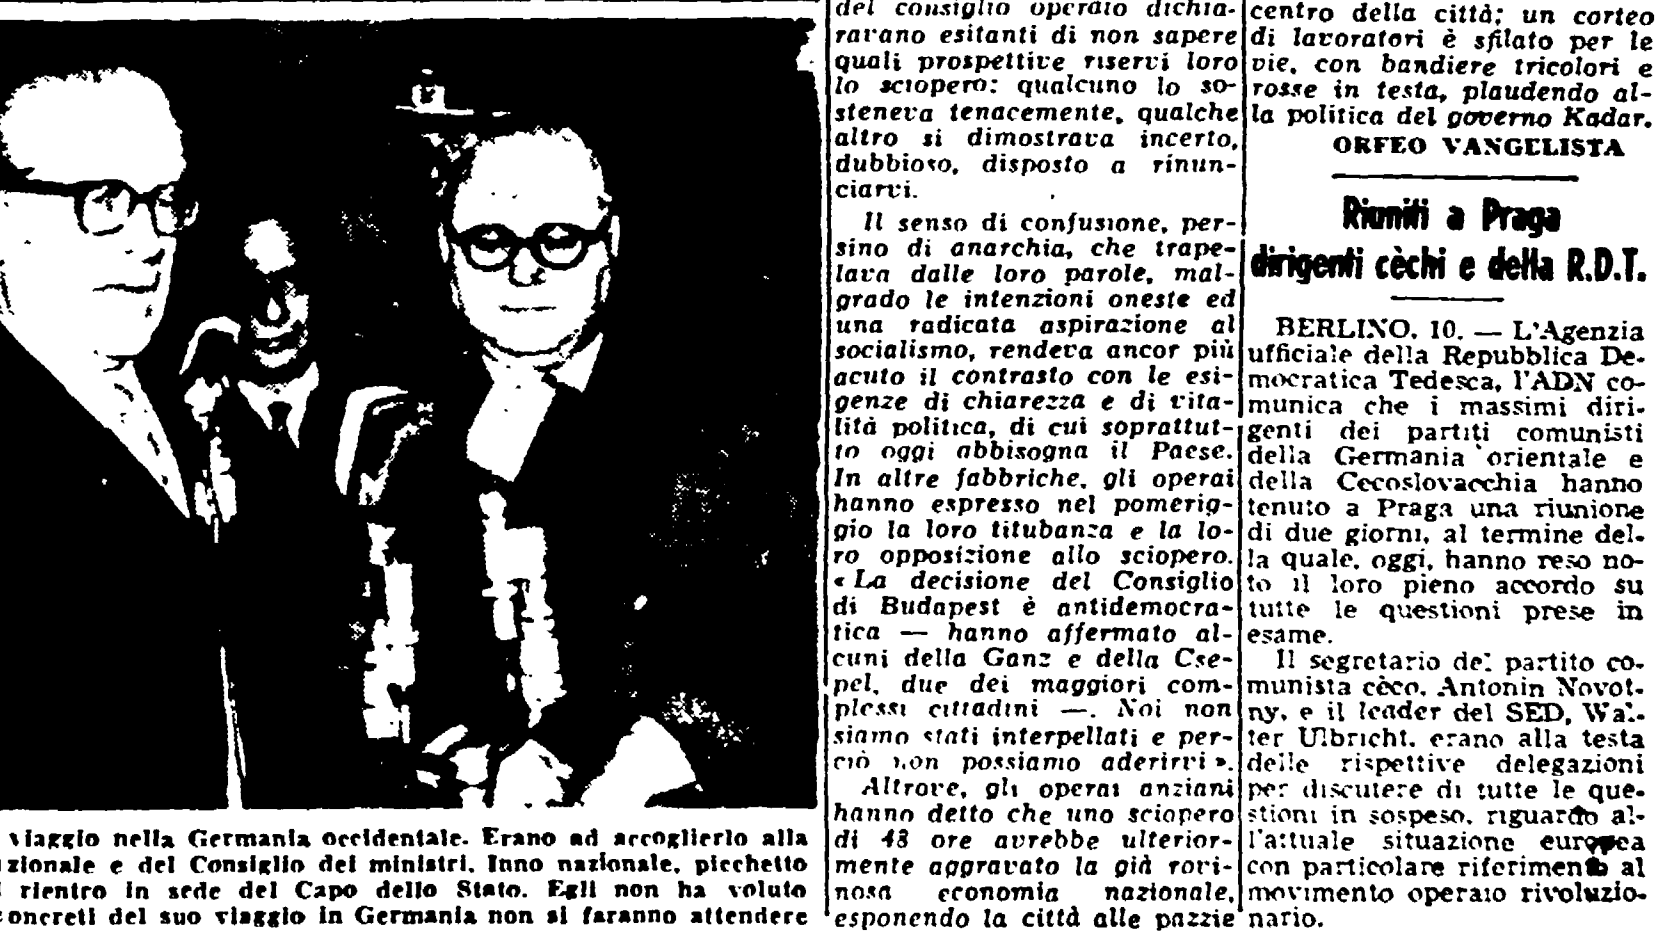 viaggio nella Germania occidentale. Erano ad accoglierlo alla
zionale e del Consiglio dei ministri. Inno nazionale, picchetto
rientro in sede del Capo dello Stato. Egli non ha voluto
concreti del suo viaggio in Germania non si faranno attendere
del consiglio operaio dichia-
ravano esitanti di non sapere
quali prospettive riservi loro
lo sciopero: qualcuno lo so-
steneva tenacemente, qualche
altro si dimostrava incerto,
dubbioso, disposto a rinun-
ciarvi.
Il senso di confusione, per-
sino di anarchia, che trape-
lava dalle loro parole, mal-
grado le intenzioni oneste ed
una radicata aspirazione al
socialismo, rendeva ancor più
acuto il contrasto con le esi-
genze di chiarezza e di vita-
lità politica, di cui soprattut-
to oggi abbisogna il Paese.
In altre fabbriche, gli operai
hanno espresso nel pomerig-
gio la loro titubanza e la lo-
ro opposizione allo sciopero.
« La decisione del Consiglio
di Budapest è antidemocra-
tica — hanno affermato al-
cuni della Ganz e della Cse-
pel, due dei maggiori com-
plessi cittadini —. Noi non
siamo stati interpellati e per-
ciò non possiamo aderirvi ».
Altrove, gli operai anziani
hanno detto che uno sciopero
di 48 ore avrebbe ulterior-
mente aggravato la già rovi-
nosa economia nazionale,
esponendo la città alle pazzie
centro della città; un corteo
di lavoratori è sfilato per le
vie, con bandiere tricolori e
rosse in testa, plaudendo al-
la politica del governo Kadar.
ORFEO VANGELISTA
Riuniti a Praga
dirigenti cèchi e della R.D.T.
BERLINO, 10. — L'Agenzia
ufficiale della Repubblica De-
mocratica Tedesca, l'ADN co-
munica che i massimi diri-
genti dei partiti comunisti
della Germania orientale e
della Cecoslovacchia hanno
tenuto a Praga una riunione
di due giorni, al termine del-
la quale, oggi, hanno reso no-
to il loro pieno accordo su
tutte le questioni prese in
esame.
Il segretario del partito co-
munista cèco, Antonin Novot-
ny, e il leader del SED, Wal-
ter Ulbricht, erano alla testa
delle rispettive delegazioni
per discutere di tutte le que-
stioni in sospeso, riguardo al-
l'attuale situazione europea
con particolare riferimento al
movimento operaio rivoluzio-
nario.